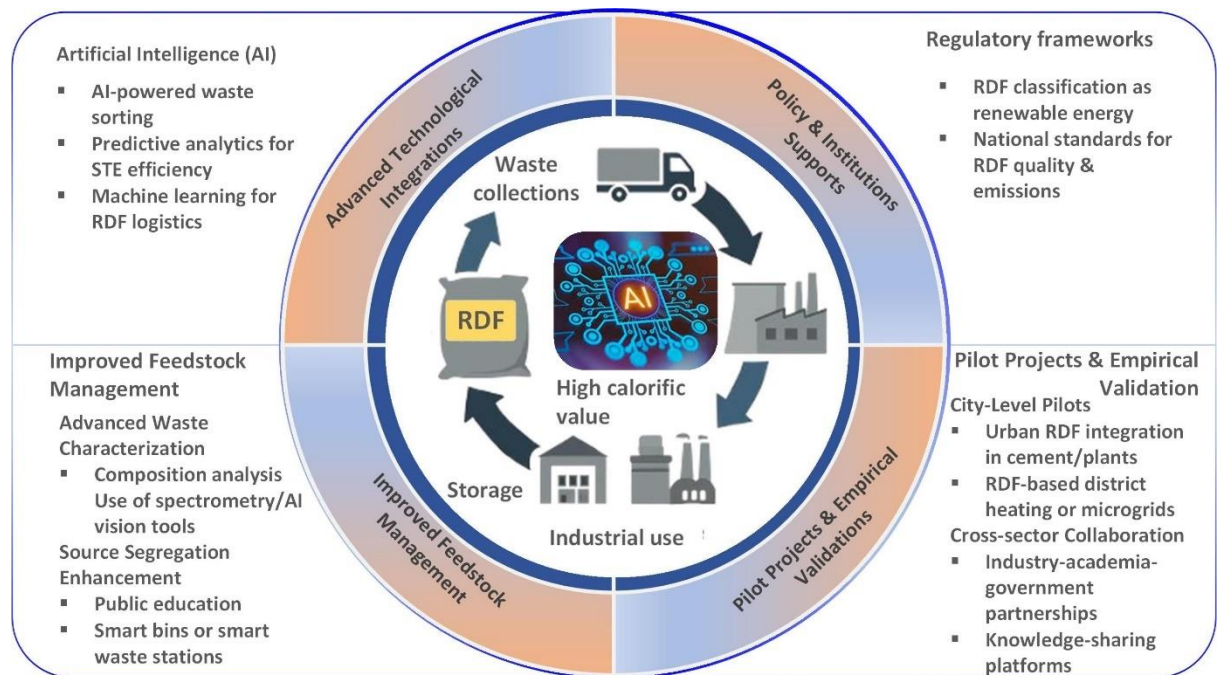 Artificial Intelligence (AI)
▪ AI-powered waste
sorting
▪ Predictive analytics for
STE efficiency
▪ Machine learning for
RDF logistics
Regulatory frameworks
▪ RDF classification as
renewable energy
▪ National standards for
RDF quality &
emissions
Advanced Technological
Integrations
Policy & Institutions
Supports
Waste
collections
AI
RDF
High calorific
value
Storage
Industrial use
Improved Feedstock
Management
Pilot Projects & Empirical
Validations
Improved Feedstock
Management
Advanced Waste
Characterization
▪ Composition analysis
Use of spectrometry/AI
vision tools
Source Segregation
Enhancement
▪ Public education
▪ Smart bins or smart
waste stations
Pilot Projects & Empirical
Validation
City-Level Pilots
▪ Urban RDF integration
in cement/plants
▪ RDF-based district
heating or microgrids
Cross-sector Collaboration
▪ Industry-academia-
government
partnerships
▪ Knowledge-sharing
platforms